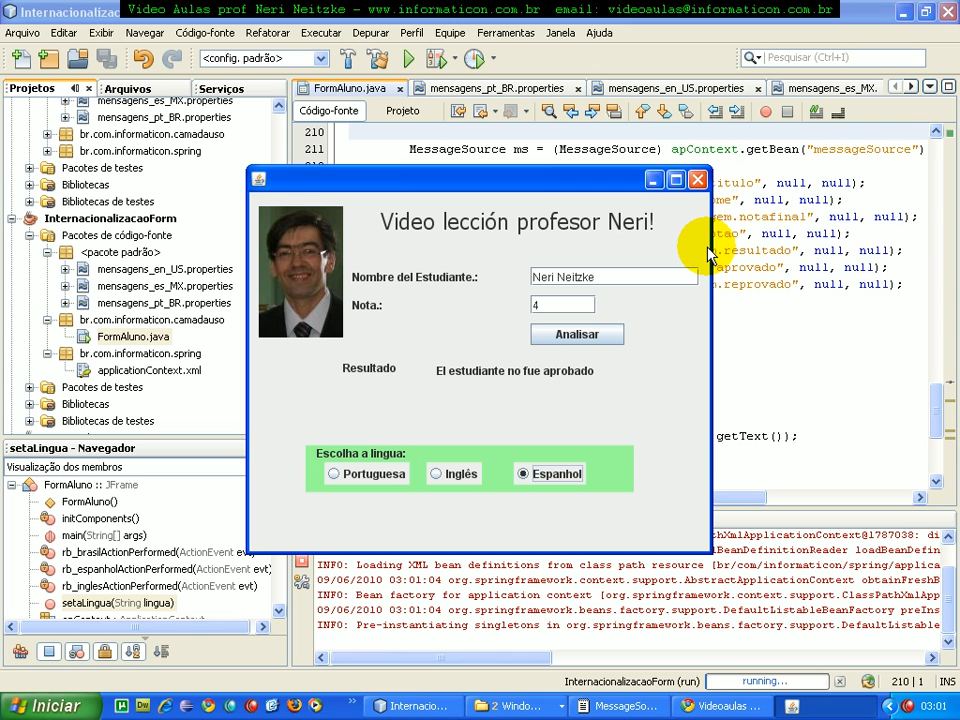 Internacionalizaca
Video Aulas prof Neri Neitzke – www.informaticon.com.br email: videoaulas@informaticon.com.br
Arquivo Editar Exibir Navegar Código-fonte Refatorar Executar Depurar Perfil Equipe Ferramentas Janela Ajuda
<config. padrão>
Pesquisar (Ctrl+I)
Projetos Arquivos Serviços
FormAluno.java mensagens_pt_BR.properties mensagens_en_US.properties mensagens_es_MX.
Código-fonte Projeto
mensagens_es_MX.properties
mensagens_pt_BR.properties
br.com.informaticon.camadauso
br.com.informaticon.spring
Pacotes de testes
Bibliotecas
Bibliotecas de testes
InternacionalizacaoForm
Pacotes de código-fonte
<pacote padrão>
mensagens_en_US.properties
mensagens_es_MX.properties
mensagens_pt_BR.properties
br.com.informaticon.camadauso
FormAluno.java
br.com.informaticon.spring
applicationContext.xml
Pacotes de testes
Bibliotecas
Bibliotecas de testes
210
211 MessageSource ms = (MessageSource) apContext.getBean("messageSource")
titulo", null, null);
ome", null, null);
gem.notafinal", null, null);
otao", null, null);
.resultado", null, null);
aprovado", null, null);
.reprovado", null, null);
getText());
Video lección profesor Neri!
Nombre del Estudiante.: Neri Neitzke
Nota.: 4
Analisar
Resultado El estudiante no fue aprobado
Escolha a lingua:
Portuguesa Inglés Espanhol
setaLingua - Navegador
Visualização dos membros
FormAluno :: JFrame
FormAluno()
initComponents()
main(String[] args)
rb_brasilActionPerformed(ActionEvent evt)
rb_espanholActionPerformed(ActionEvent evt)
rb_inglesActionPerformed(ActionEvent evt)
setaLingua(String lingua)
thXmlApplicationContext@1787038: di
BeanDefinitionReader loadBeanDefin
INFO: Loading XML bean definitions from class path resource [br/com/informaticon/spring/applica
09/06/2010 03:01:04 org.springframework.context.support.AbstractApplicationContext obtainFreshB
INFO: Bean factory for application context [org.springframework.context.support.ClassPathXmlApp
09/06/2010 03:01:04 org.springframework.beans.factory.support.DefaultListableBeanFactory preIns
INFO: Pre-instantiating singletons in org.springframework.beans.factory.support.DefaultListable
InternacionalizacaoForm (run) running... 210 | 1 INS
Iniciar Internacio... 2 Windo... MessageSo... Videoaulas ... 03:01